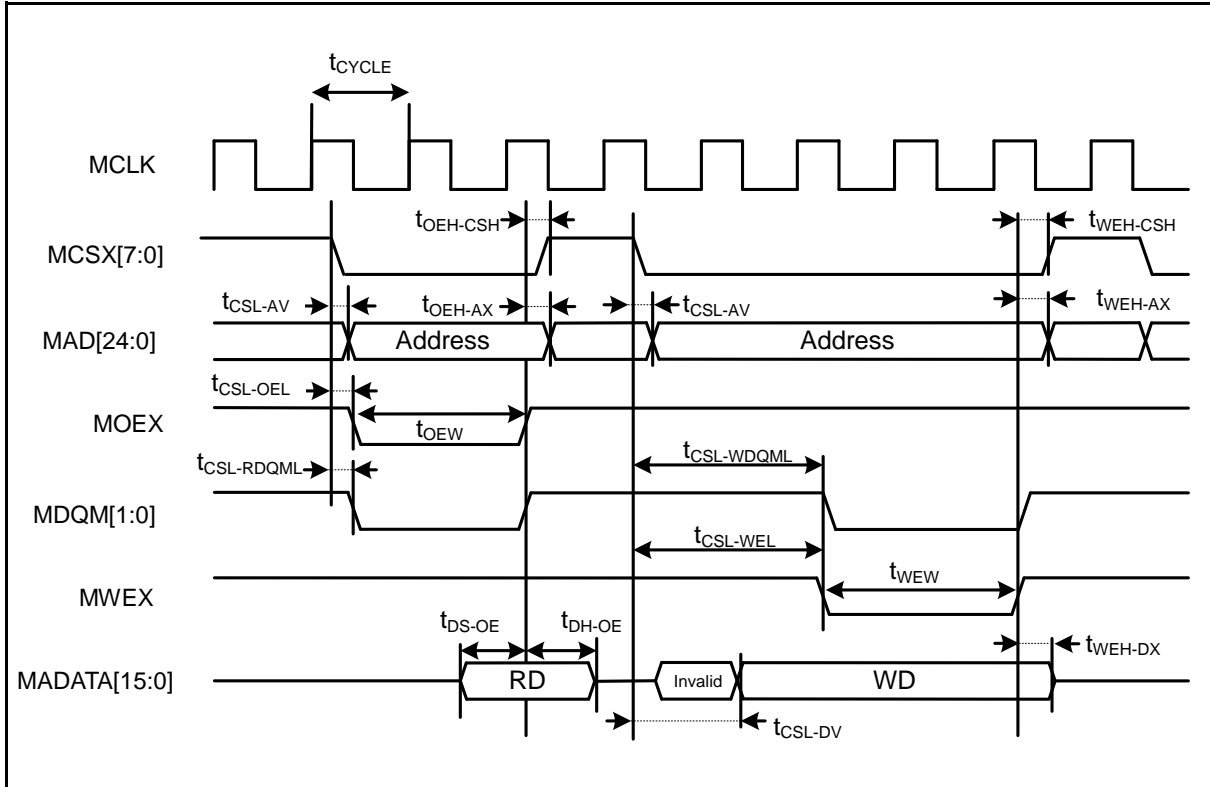 tCYCLE
MCLK
tOEH-CSH
tWEH-CSH
MCSX[7:0]
tCSL-AV
tOEH-AX
tCSL-AV
tWEH-AX
MAD[24:0]
Address
Address
tCSL-OEL
MOEX
tOEW
tCSL-RDQML
tCSL-WDQML
MDQM[1:0]
tCSL-WEL
tWEW
MWEX
tDS-OE
tDH-OE
tWEH-DX
MADATA[15:0]
RD
Invalid
WD
tCSL-DV